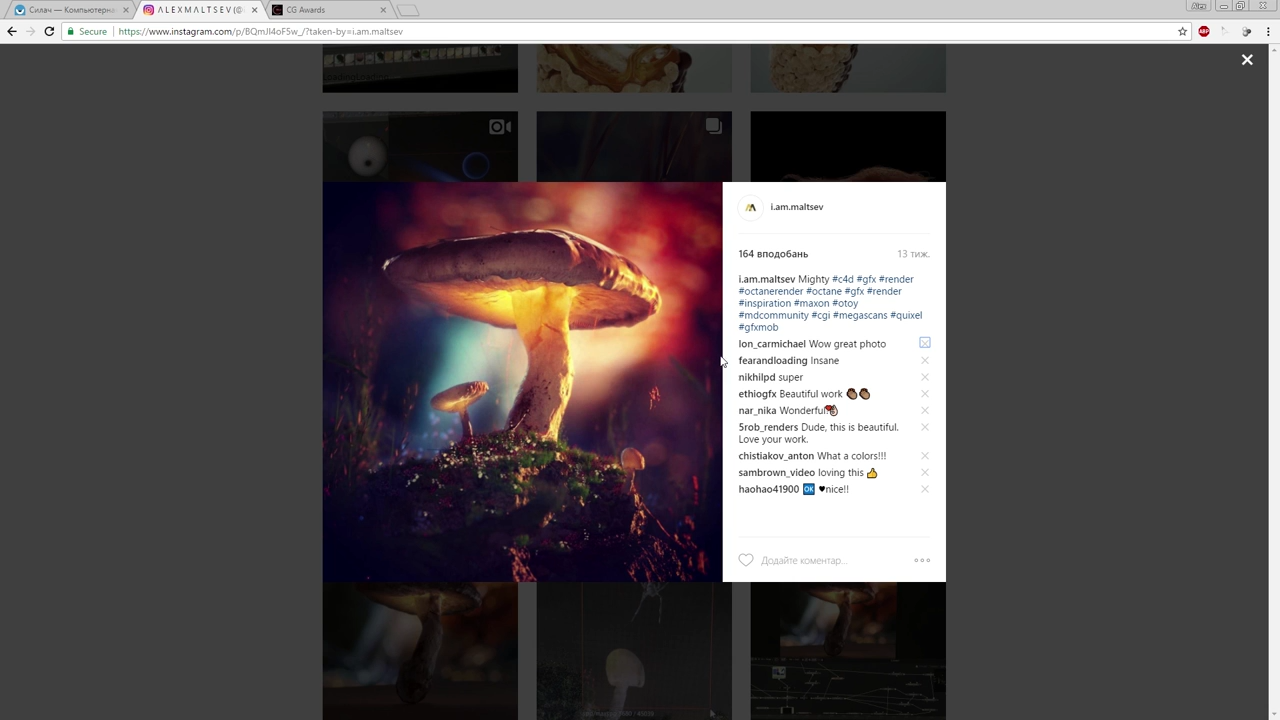 Силач — Компьютерна
A L E X M A L T S E V (@i
CG Awards
Alex
Secure
https://www.instagram.com/p/BQmJl4oF5w_/?taken-by=i.am.maltsev
i.am.maltsev
164 вподобань
13 тиж.
i.am.maltsev Mighty #c4d #gfx #render
#octanerender #octane #gfx #render
#inspiration #maxon #otoy
#mdcommunity #cgi #megascans #quixel
#gfxmob
lon_carmichael Wow great photo
fearandloading Insane
nikhilpd super
ethiogfx Beautiful work 👏🏾👏🏾
nar_nika Wonderful
5rob_renders Dude, this is beautiful.
Love your work.
chistiakov_anton What a colors!!!
sambrown_video loving this 👍
haohao41900 🆗 ♥nice!!
Додайте коментар...